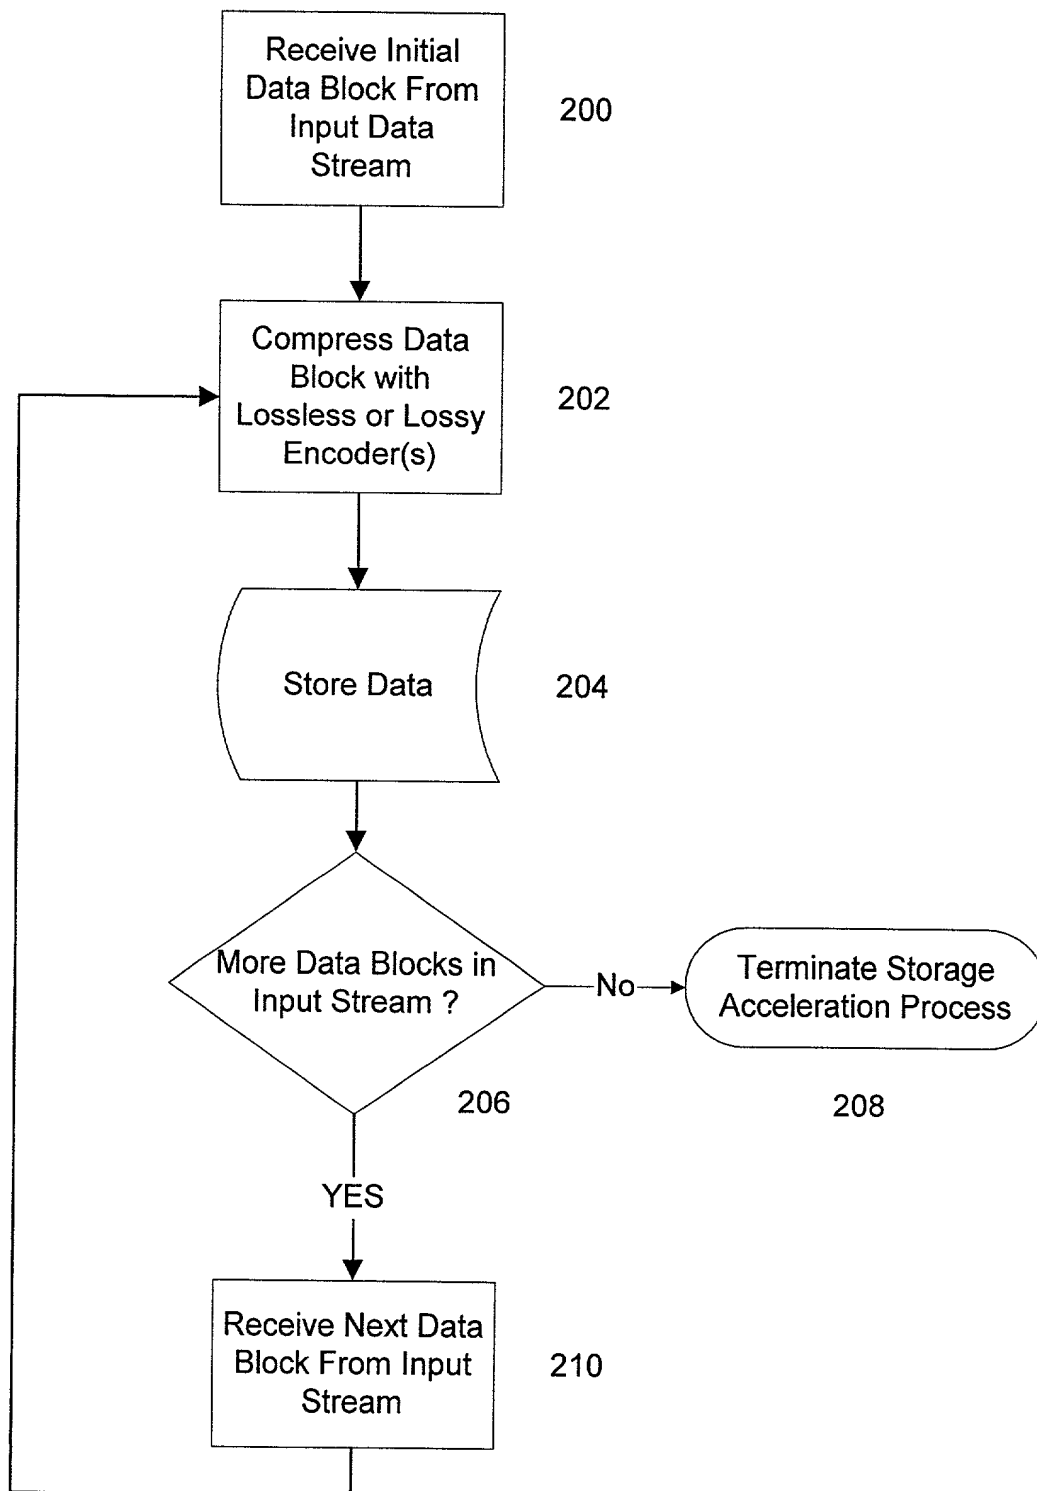 Receive Initial
Data Block From
Input Data
Stream
200
Compress Data
Block with
Lossless or Lossy
Encoder(s)
202
Store Data
204
More Data Blocks in
Input Stream ?
206
No
Terminate Storage
Acceleration Process
208
YES
Receive Next Data
Block From Input
Stream
210